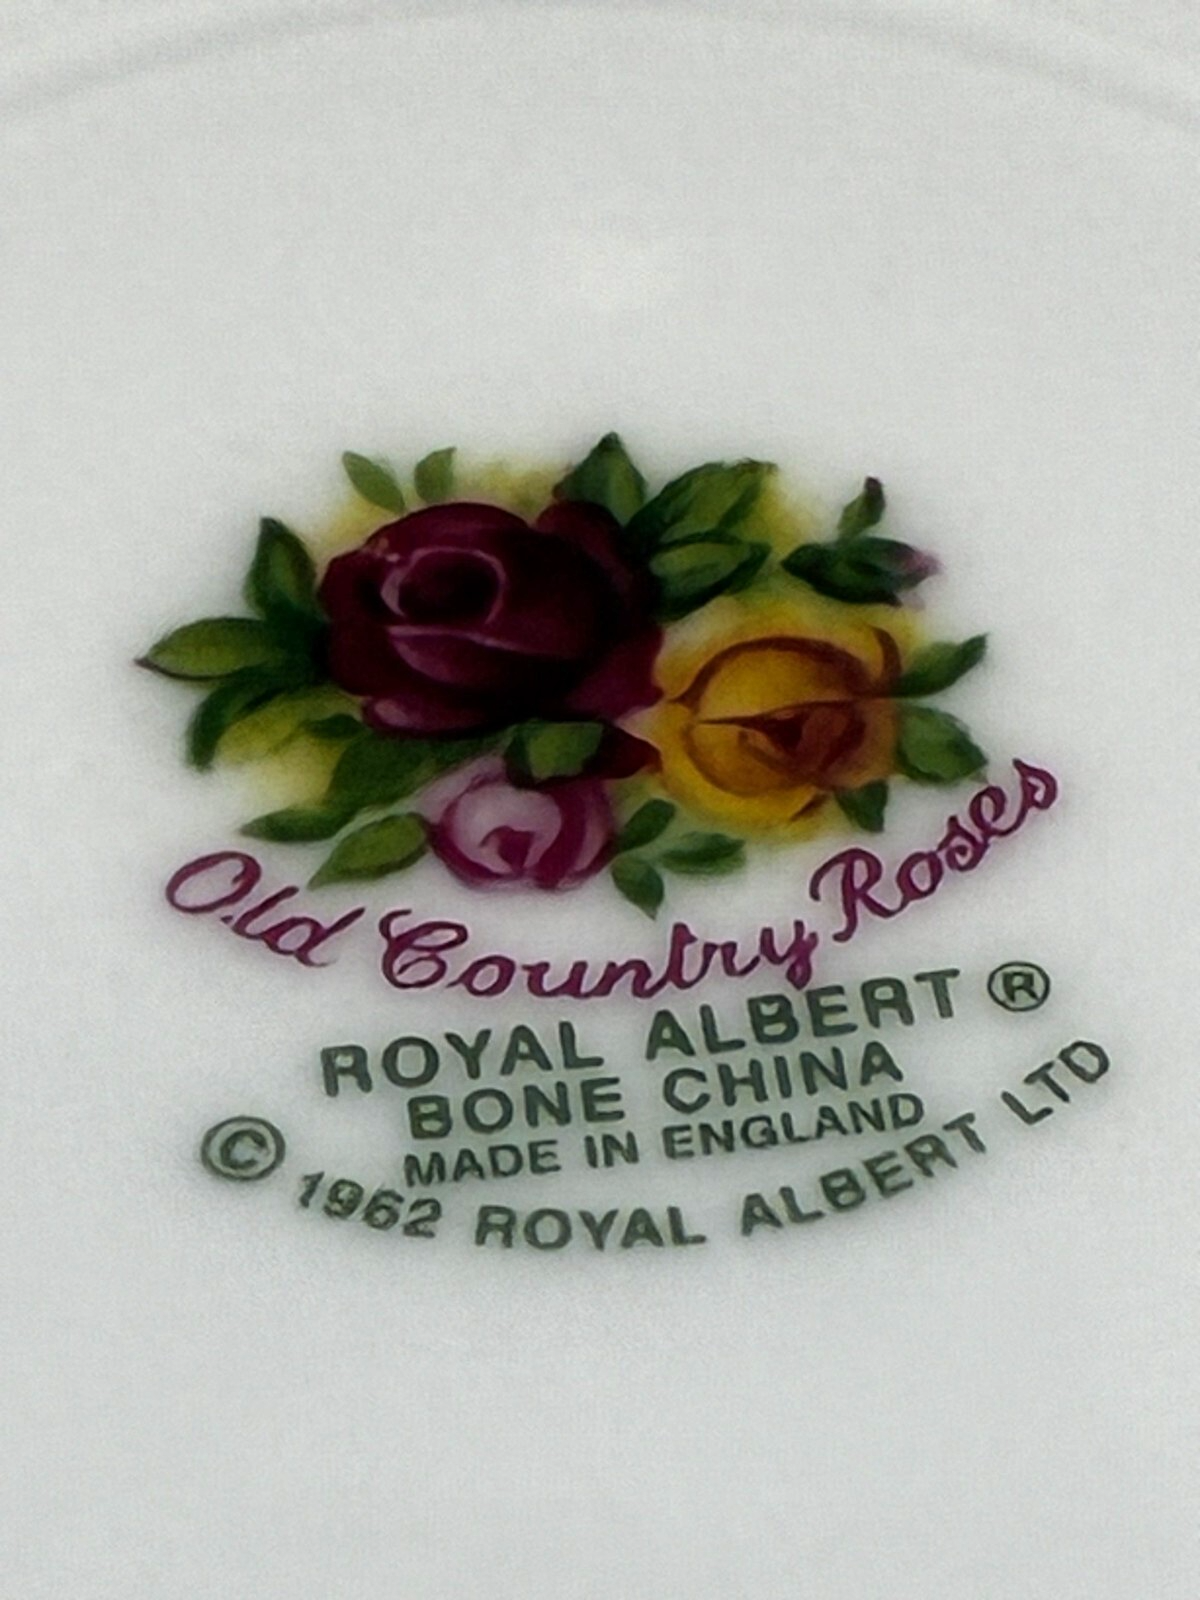 Old Country Roses
ROYAL ALBERT ®
BONE CHINA
MADE IN ENGLAND
© 1962 ROYAL ALBERT LTD